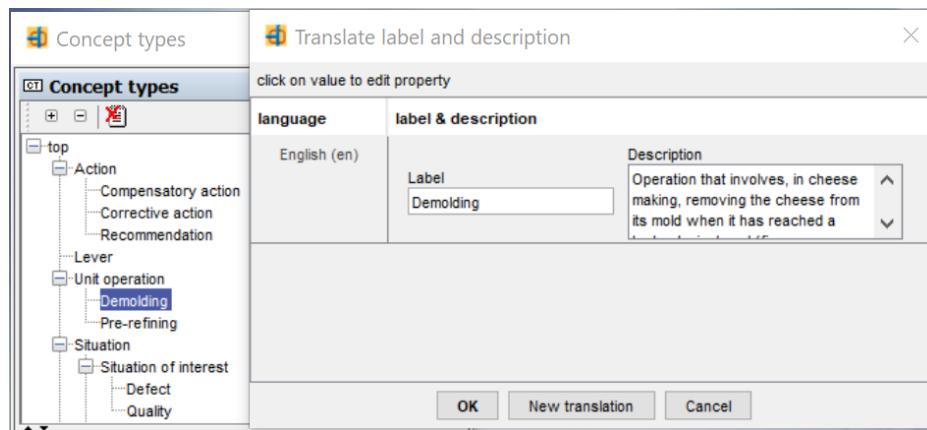 Concept types
CT Concept types
top
Action
Compensatory action
Corrective action
Recommendation
Lever
Unit operation
Demolding
Pre-refining
Situation
Situation of interest
Defect
Quality
Translate label and description
click on value to edit property
language label & description
English (en)
Label
Demolding
Description
Operation that involves, in cheese
making, removing the cheese from
its mold when it has reached a
OK New translation Cancel